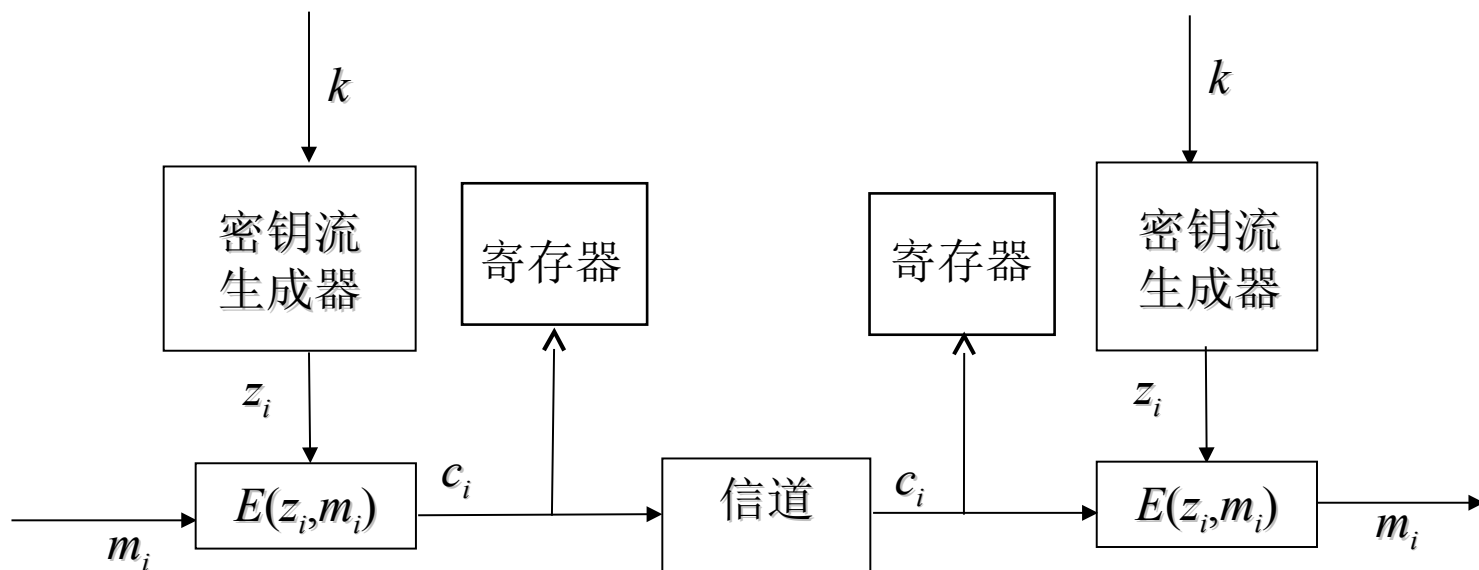 k
k
密钥流
生成器
寄存器
寄存器
密钥流
生成器
z_i
z_i
E(z_i,m_i)
c_i
信道
c_i
E(z_i,m_i)
m_i
m_i